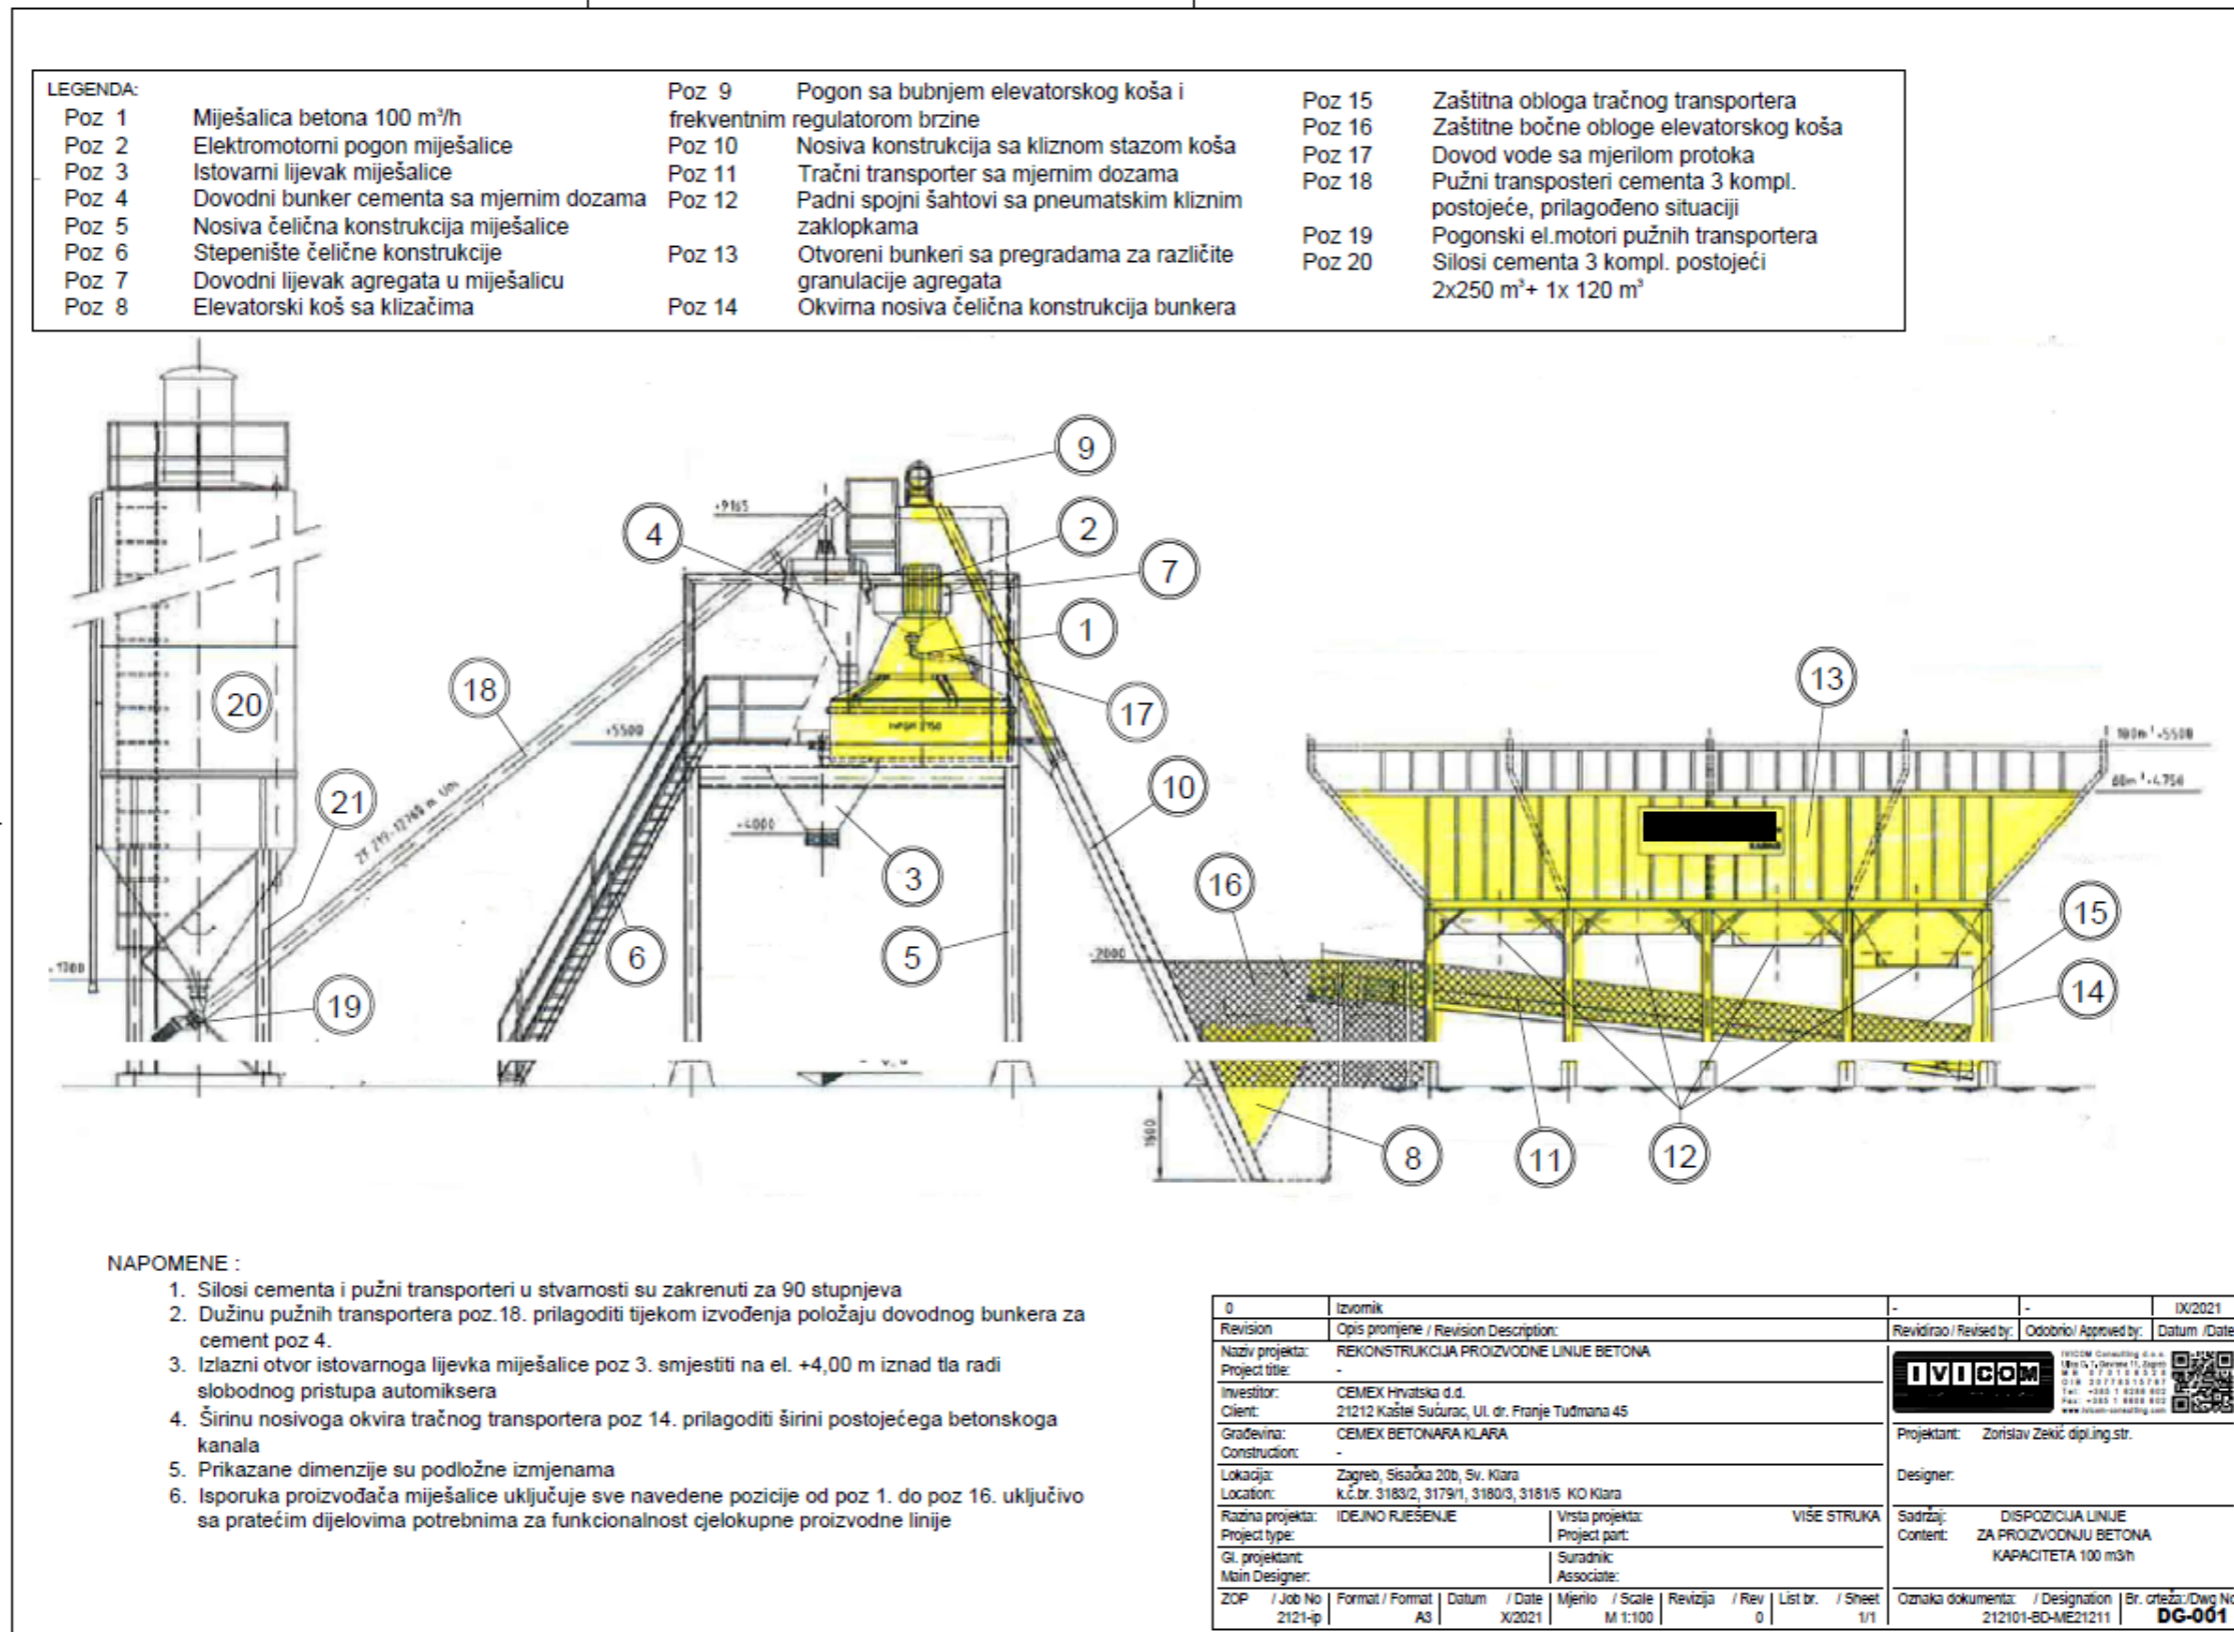 LEGENDA:
Poz 1 Miješalica betona 100 m³/h
Poz 2 Elektromotorni pogon miješalice
Poz 3 Istovarni lijevak miješalice
Poz 4 Dovodni bunker cementa sa mjernim dozama
Poz 5 Nosiva čelična konstrukcija miješalice
Poz 6 Stepenište čelične konstrukcije
Poz 7 Dovodni lijevak agregata u miješalicu
Poz 8 Elevatorski koš sa klizačima
Poz 9 Pogon sa bubnjem elevatorskog koša i
frekventnim regulatorom brzine
Poz 10 Nosiva konstrukcija sa kliznom stazom koša
Poz 11 Tračni transporter sa mjernim dozama
Poz 12 Padni spojni šahtovi sa pneumatskim kliznim
zaklopkama
Poz 13 Otvoreni bunkeri sa pregradama za različite
granulacije agregata
Poz 14 Okvirna nosiva čelična konstrukcija bunkera
Poz 15 Zaštitna obloga tračnog transportera
Poz 16 Zaštitne bočne obloge elevatorskog koša
Poz 17 Dovod vode sa mjerilom protoka
Poz 18 Pužni transposteri cementa 3 kompl.
postojeće, prilagođeno situaciji
Poz 19 Pogonski el.motori pužnih transportera
Poz 20 Silosi cementa 3 kompl. postojeći
2x250 m³+ 1x 120 m³
9
+9165
4
2
7
1
18
20
17
13
+5500
100m³ +5500
10
21
3
16
15
6
5
14
19
+4000
1500
8
11
12
NAPOMENE :
1. Silosi cementa i pužni transporteri u stvarnosti su zakrenuti za 90 stupnjeva
2. Dužinu pužnih transportera poz.18. prilagoditi tijekom izvođenja položaju dovodnog bunkera za
cement poz 4.
3. Izlazni otvor istovarnoga lijevka miješalice poz 3. smjestiti na el. +4,00 m iznad tla radi
slobodnog pristupa automiksera
4. Širinu nosivoga okvira tračnog transportera poz 14. prilagoditi širini postojećega betonskoga
kanala
5. Prikazane dimenzije su podložne izmjenama
6. Isporuka proizvođača miješalice uključuje sve navedene pozicije od poz 1. do poz 16. uključivo
sa pratećim dijelovima potrebnima za funkcionalnost cjelokupne proizvodne linije
0 Izvornik - - IX/2021
Revision Opis promjene / Revision Description: Revidirao / Revised by: Odobrio/ Approved by: Datum /Date
Naziv projekta: REKONSTRUKCIJA PROIZVODNE LINIJE BETONA
Project title: -
Investitor: CEMEX Hrvatska d.d.
Client: 21212 Kaštel Sućurac, Ul. dr. Franje Tuđmana 45
IVICOM
IVICOM Consulting d.o.o.
www.ivicom-consulting.com
Građevina: CEMEX BETONARA KLARA
Construction: -
Projektant: Zorislav Zekić dipl.ing.str.
Lokacija: Zagreb, Sisačka 20b, Sv. Klara
Location: k.č.br. 3183/2, 3179/1, 3180/3, 3181/5 KO Klara
Designer:
Razina projekta: IDEJNO RJEŠENJE Vrsta projekta: VIŠE STRUKA
Project type: Project part:
Sadržaj: DISPOZICIJA LINIJE
Content: ZA PROIZVODNJU BETONA
KAPACITETA 100 m3/h
Gl. projektant: Suradnik:
Main Designer: Associate:
ZOP / Job No Format / Format Datum / Date Mjerilo / Scale Revizija / Rev List br. / Sheet
2121-ip A3 X/2021 M 1:100 0 1/1
Oznaka dokumenta: / Designation Br. crteža:/Dwg No
212101-BD-ME21211 DG-001